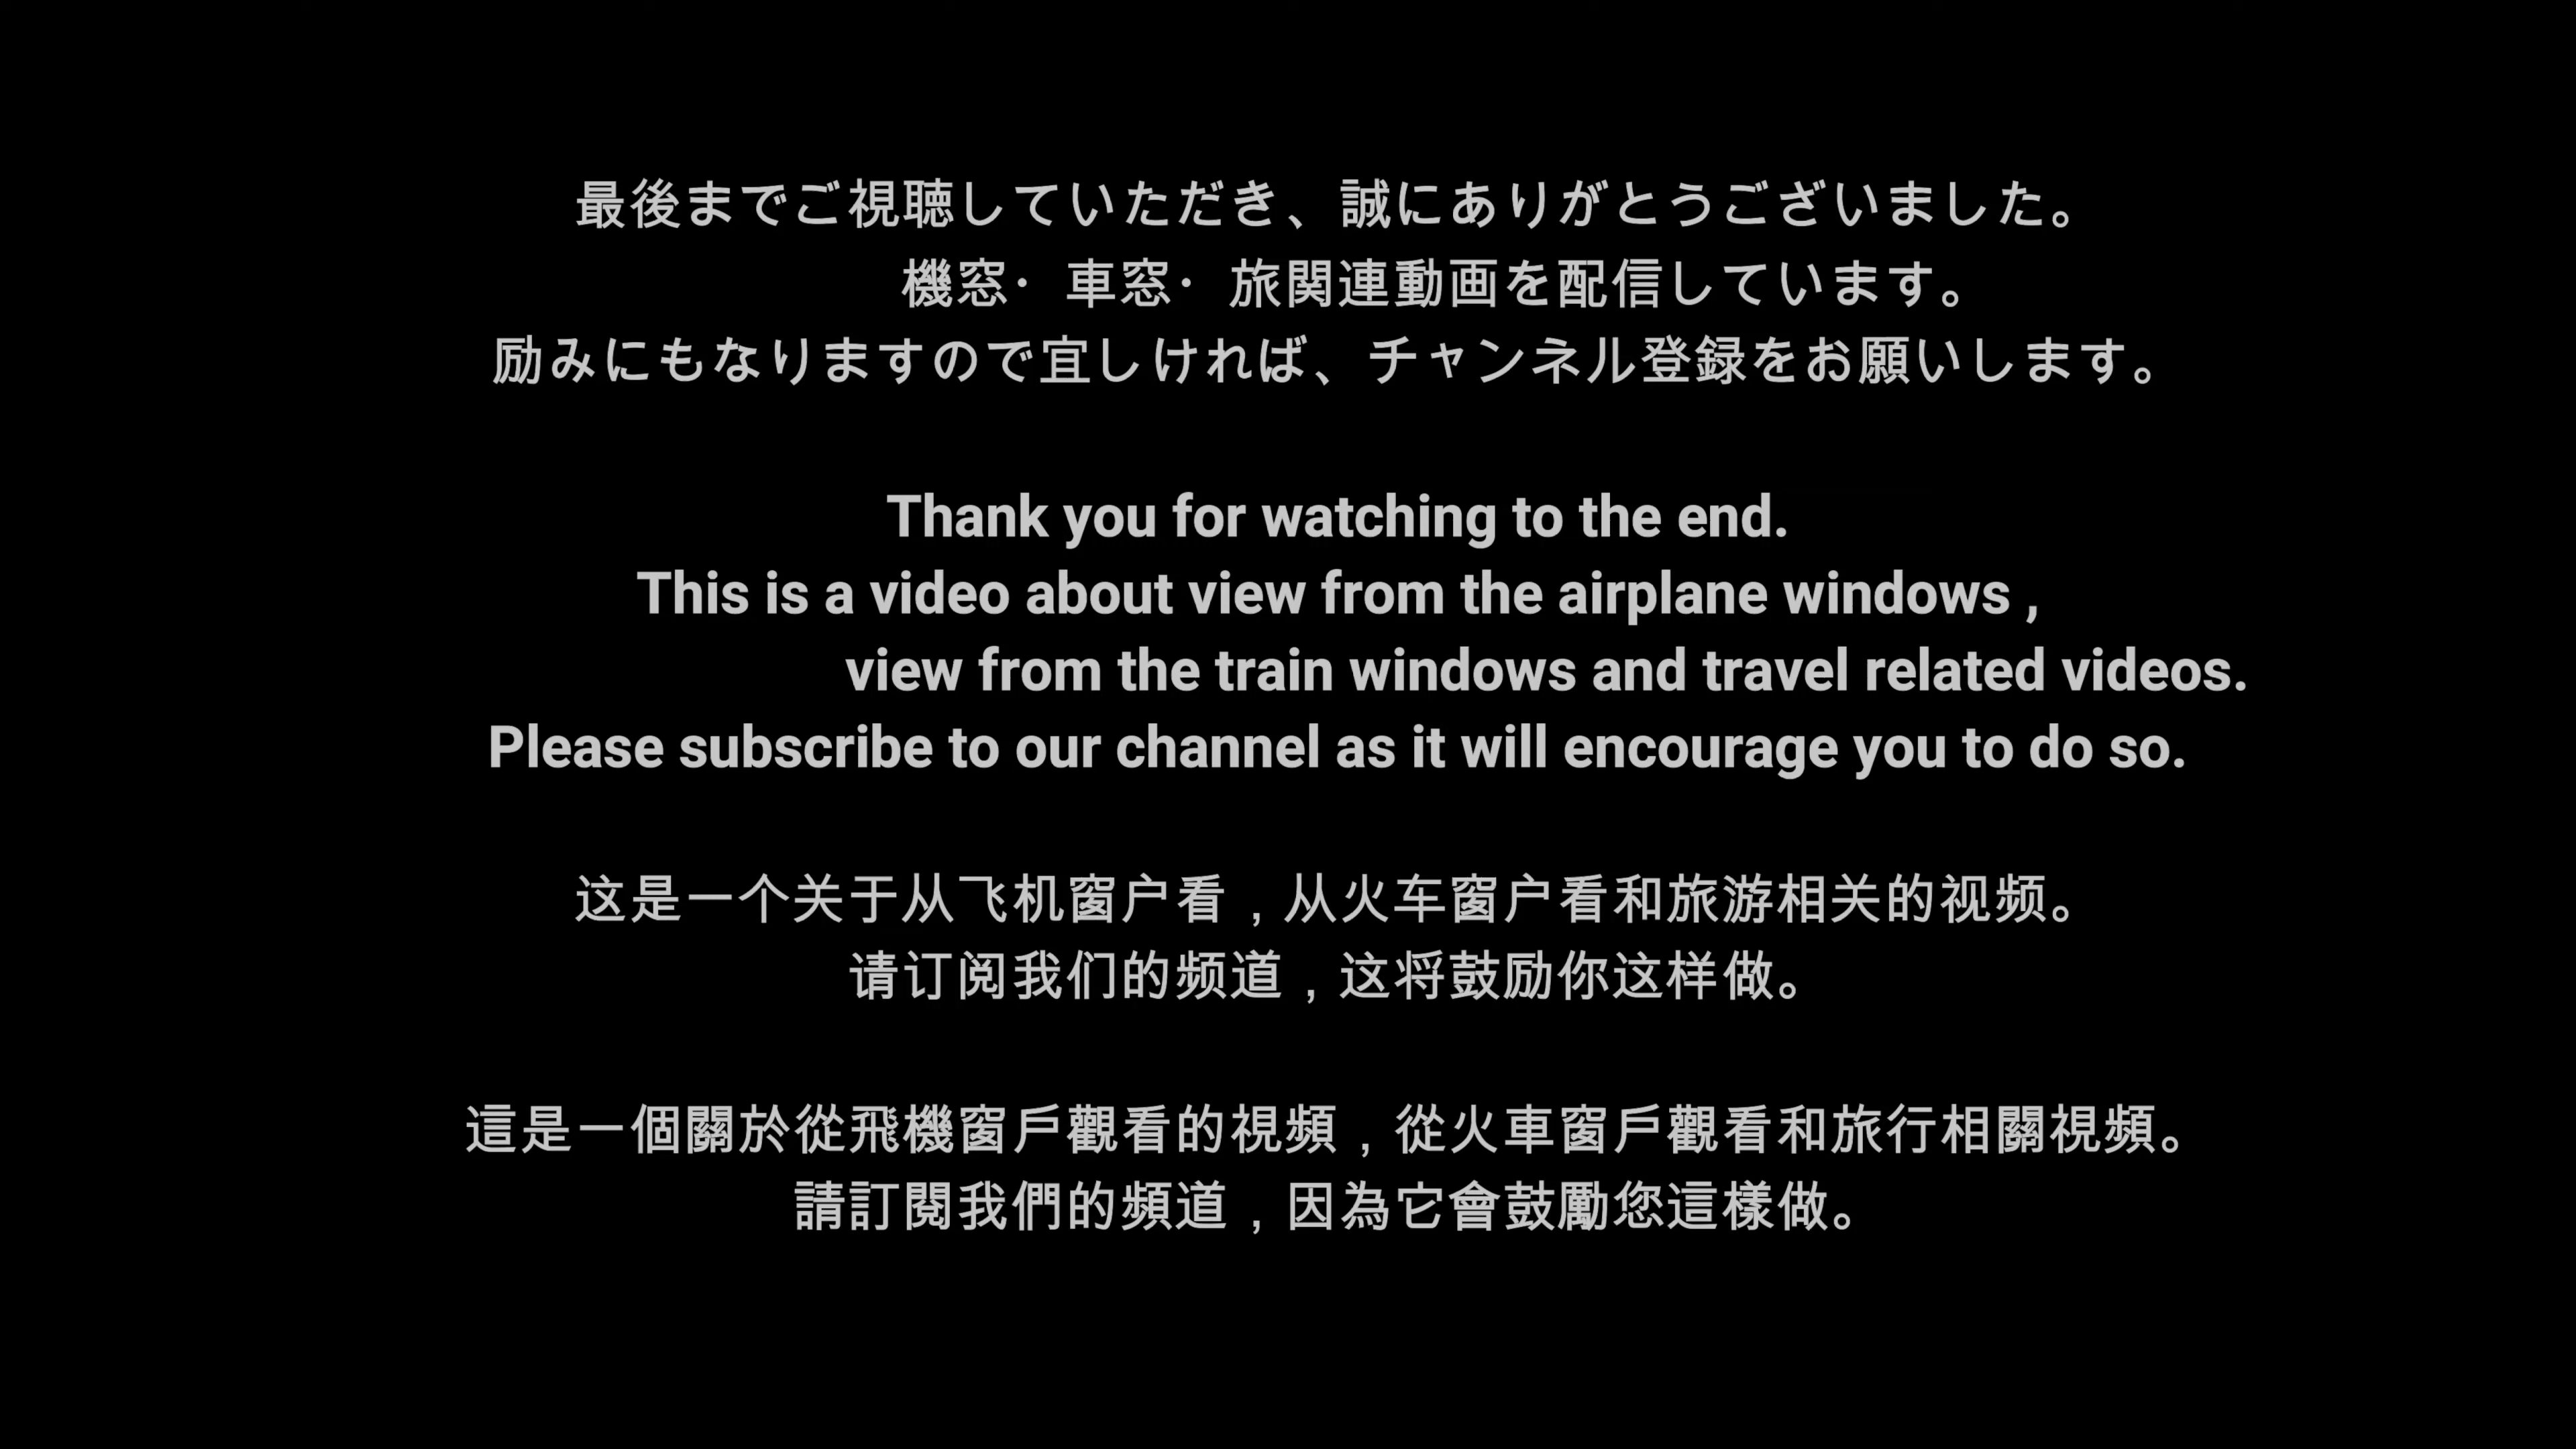 最後までご視聴していただき、誠にありがとうございました。
機窓・車窓・旅関連動画を配信しています。
励みにもなりますので宜しければ、チャンネル登録をお願いします。
Thank you for watching to the end.
This is a video about view from the airplane windows ,
view from the train windows and travel related videos.
Please subscribe to our channel as it will encourage you to do so.
这是一个关于从飞机窗户看，从火车窗户看和旅游相关的视频。
请订阅我们的频道，这将鼓励你这样做。
這是一個關於從飛機窗戶觀看的視頻，從火車窗戶觀看和旅行相關視頻。
請訂閱我們的頻道，因為它會鼓勵您這樣做。